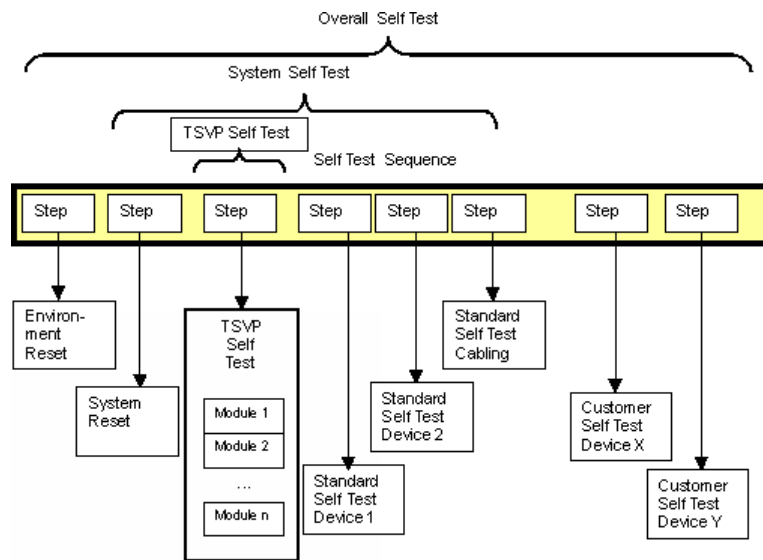 Overall Self Test
System Self Test
TSVP Self Test
Self Test Sequence
Step
Step
Step
Step
Step
Step
Step
Step
Environ-
ment
Reset
System
Reset
TSVP
Self
Test
Module 1
Module 2
...
Module n
Standard
Self Test
Device 1
Standard
Self Test
Device 2
Standard
Self Test
Cabling
Customer
Self Test
Device X
Customer
Self Test
Device Y